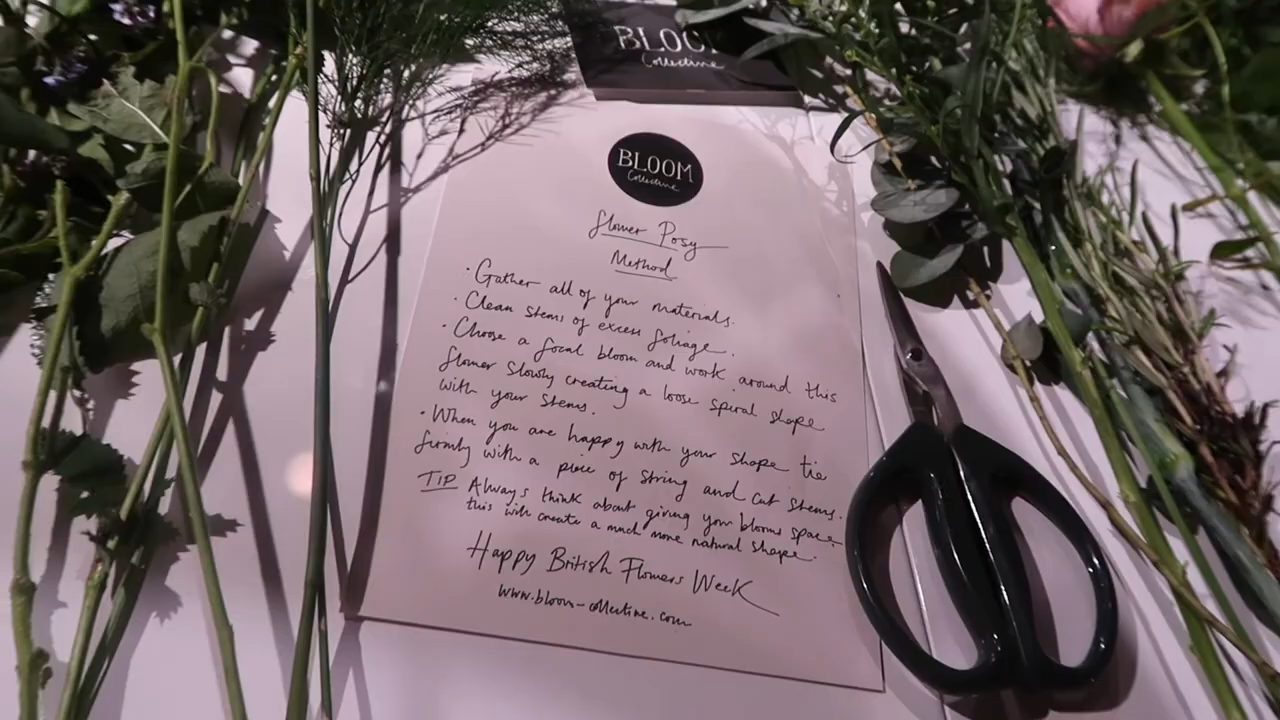 BLOOM
Collective
BLOOM
Collective
Flower Posy
Method
· Gather all of your materials.
· Clean stems of excess foliage.
· Choose a focal bloom and work around this
flower slowly creating a loose spiral shape
with your stems.
· When you are happy with your shape tie
firmly with a piece of string and cut stems.
TIP Always think about giving your blooms space
this will create a much more natural shape.
Happy British Flowers Week
www.bloom-collective.com